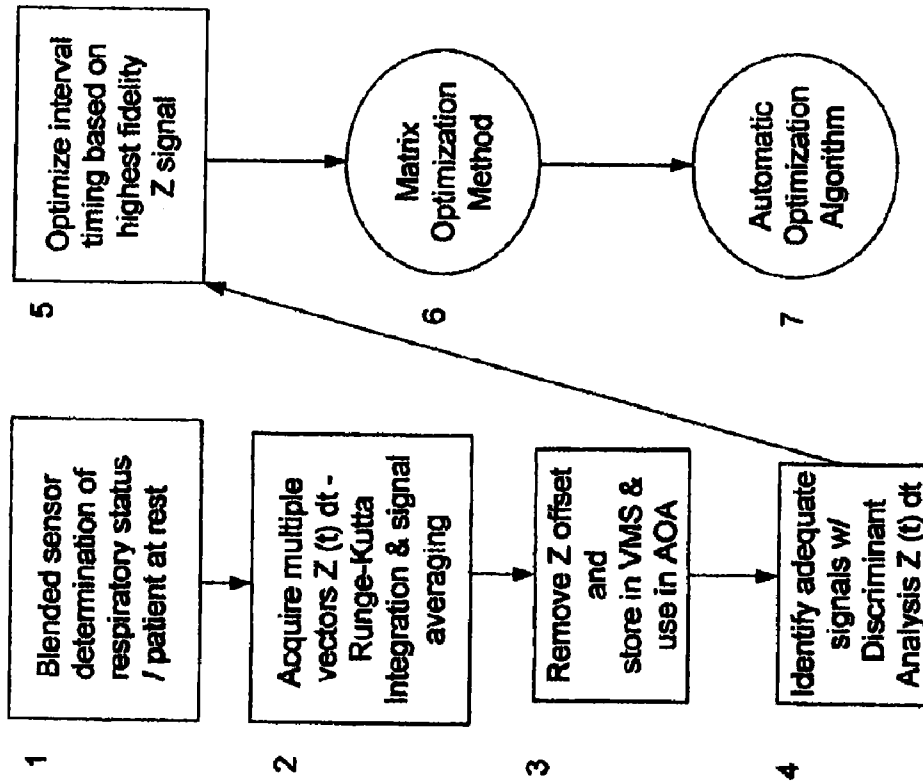 1
Blended sensor
determination of
respiratory status
/ patient at rest
2
Acquire multiple
vectors Z (t) dt -
Runge-Kutta
Integration & signal
averaging
3
Remove Z offset
and
store in VMS &
use in AOA
4
Identify adequate
signals w/
Discriminant
Analysis Z (t) dt
5
Optimize interval
timing based on
highest fidelity
Z signal
6
Matrix
Optimization
Method
7
Automatic
Optimization
Algorithm